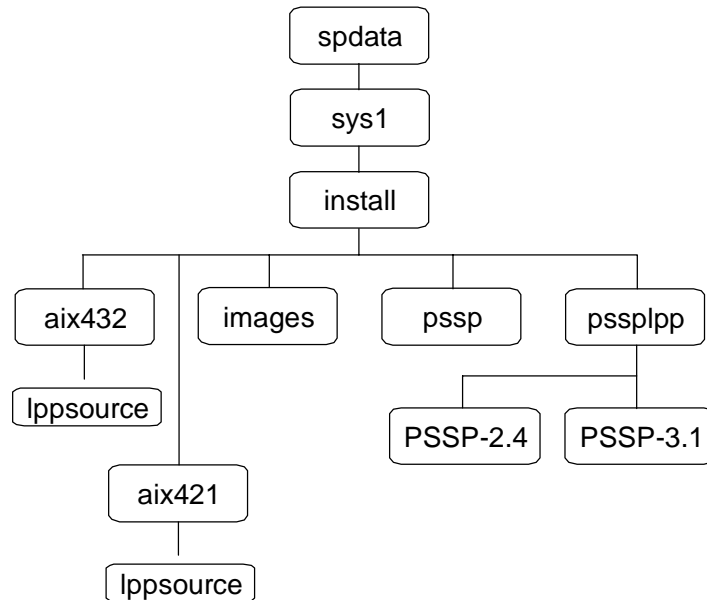 spdata
sys1
install
aix432
images
pssp
pssplpp
lppsource
PSSP-2.4
PSSP-3.1
aix421
lppsource